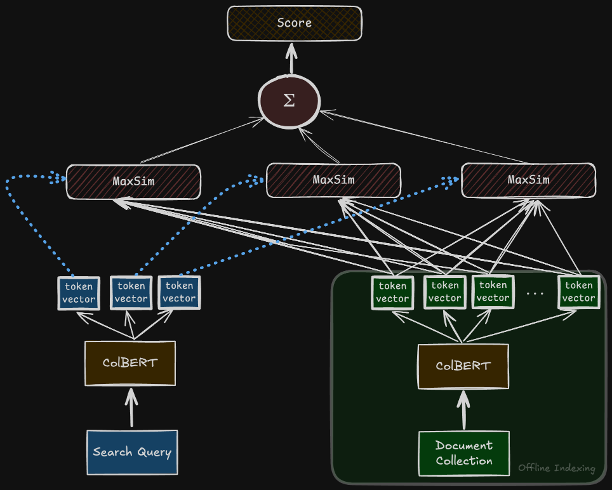 Score
Σ
MaxSim
MaxSim
MaxSim
token
vector
token
vector
token
vector
token
vector
token
vector
token
vector
...
token
vector
ColBERT
ColBERT
Search Query
Document
Collection
Offline Indexing